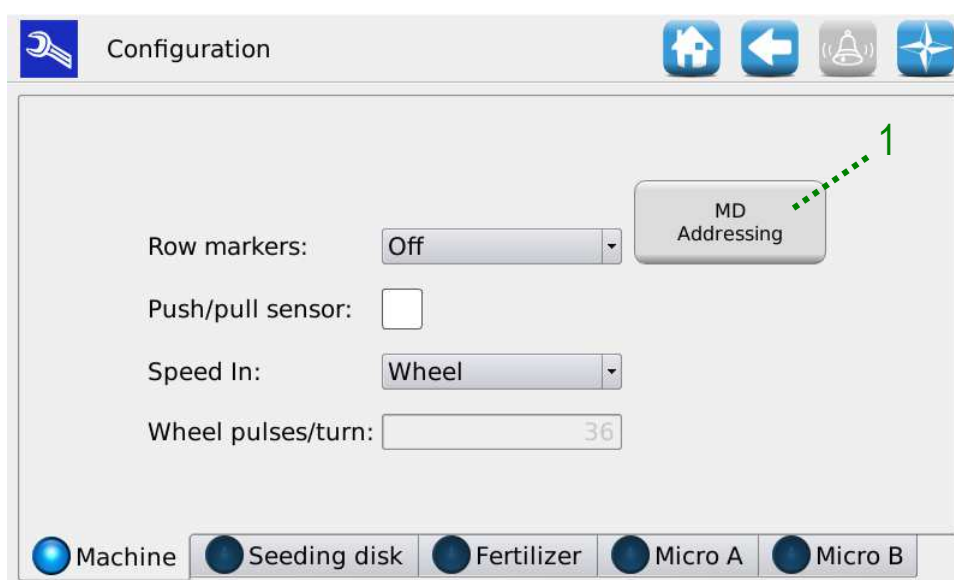 Configuration
1
MD
Addressing
Row markers: Off
Push/pull sensor:
Speed In: Wheel
Wheel pulses/turn: 36
Machine Seeding disk Fertilizer Micro A Micro B